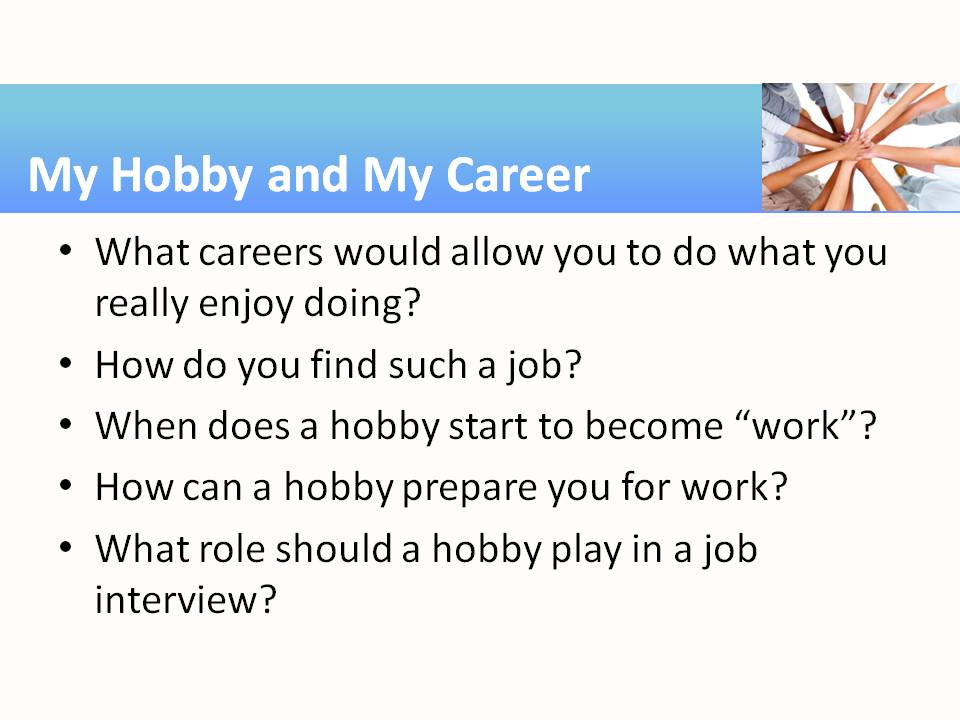 My Hobby and My Career
• What careers would allow you to do what you
really enjoy doing?
• How do you find such a job?
• When does a hobby start to become “work”?
• How can a hobby prepare you for work?
• What role should a hobby play in a job
interview?